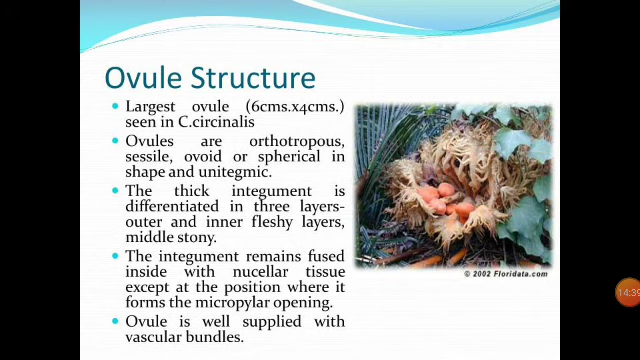 Ovule Structure
• Largest ovule (6cms.x4cms.)
seen in C.circinalis
• Ovules are orthotropous,
sessile, ovoid or spherical in
shape and unitegmic.
• The thick integument is
differentiated in three layers-
outer and inner fleshy layers,
middle stony.
• The integument remains fused
inside with nucellar tissue
except at the position where it
forms the micropylar opening.
• Ovule is well supplied with
vascular bundles.
© 2002 Floridata.com
14:39